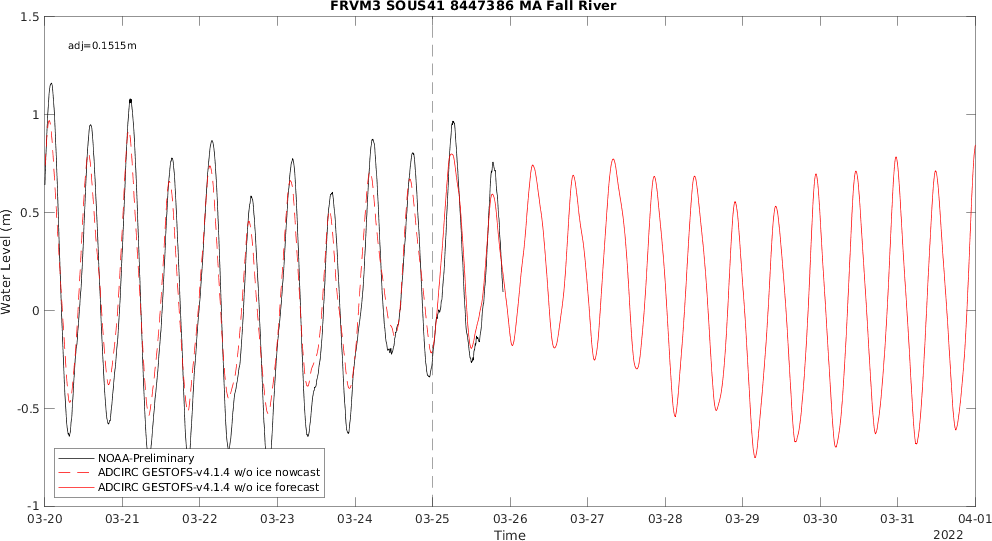 FRVM3 SOUS41 8447386 MA Fall River
adj=0.1515m
Water Level (m)
1.5
1
0.5
0
-0.5
-1
NOAA-Preliminary
ADCIRC GESTOFS-v4.1.4 w/o ice nowcast
ADCIRC GESTOFS-v4.1.4 w/o ice forecast
03-20 03-21 03-22 03-23 03-24 03-25 03-26 03-27 03-28 03-29 03-30 03-31 04-01
Time
2022